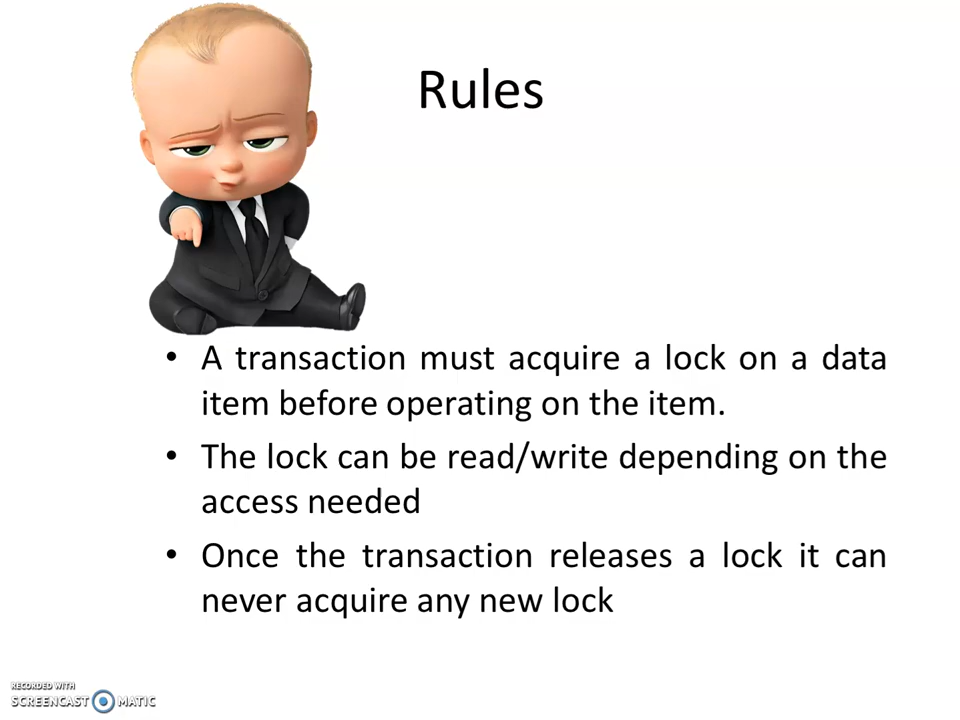 Rules
• A transaction must acquire a lock on a data
item before operating on the item.
• The lock can be read/write depending on the
access needed
• Once the transaction releases a lock it can
never acquire any new lock
RECORDED WITH
SCREENCAST MATIC